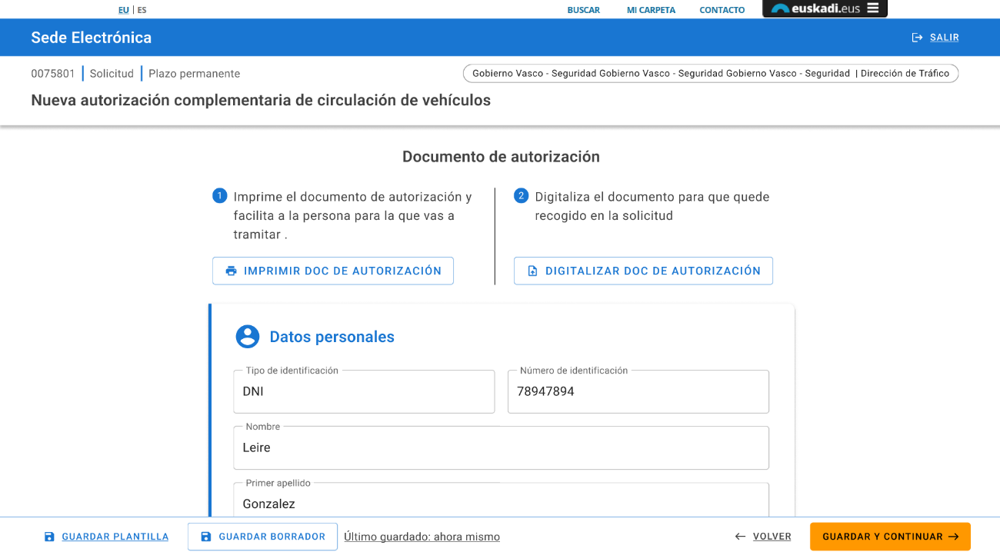 EU | ES
BUSCAR
MI CARPETA
CONTACTO
euskadi.eus
Sede Electrónica
SALIR
0075801 | Solicitud | Plazo permanente
Gobierno Vasco - Seguridad Gobierno Vasco - Seguridad Gobierno Vasco - Seguridad | Dirección de Tráfico
Nueva autorización complementaria de circulación de vehículos
Documento de autorización
1 Imprime el documento de autorización y
facilita a la persona para la que vas a
tramitar .
IMPRIMIR DOC DE AUTORIZACIÓN
2 Digitaliza el documento para que quede
recogido en la solicitud
DIGITALIZAR DOC DE AUTORIZACIÓN
Datos personales
Tipo de identificación
DNI
Número de identificación
78947894
Nombre
Leire
Primer apellido
Gonzalez
GUARDAR PLANTILLA
GUARDAR BORRADOR
Último guardado: ahora mismo
VOLVER
GUARDAR Y CONTINUAR